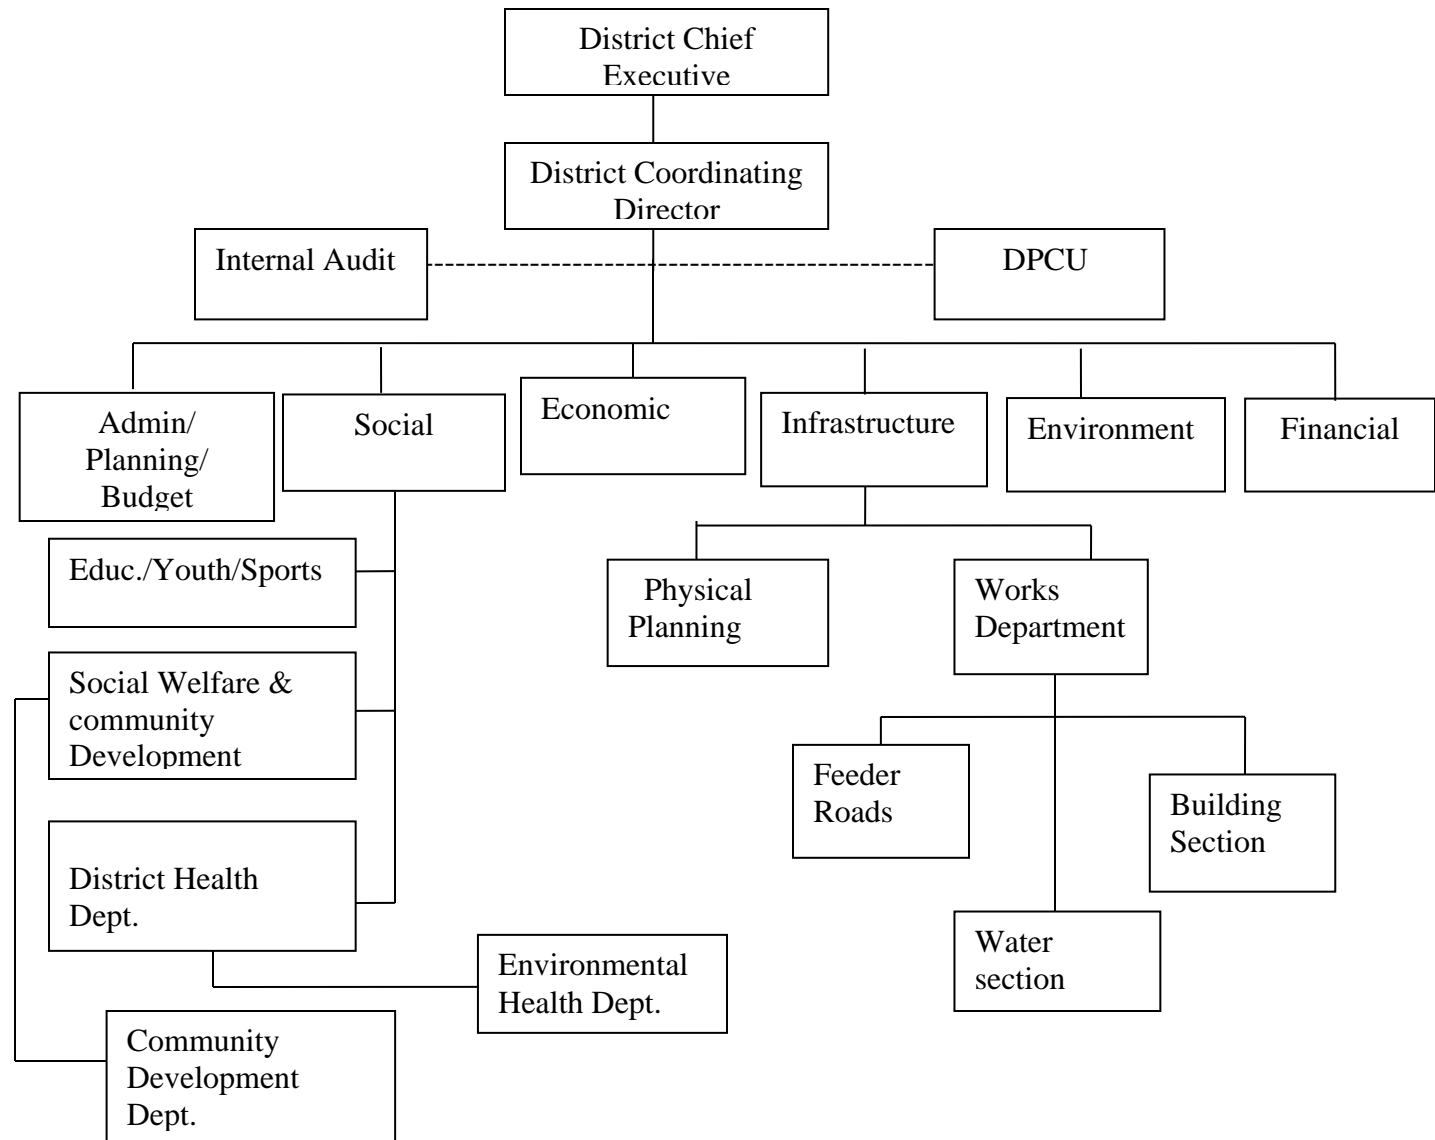 District Chief
Executive
District Coordinating
Director
Internal Audit
DPCU
Admin/
Planning/
Budget
Social
Economic
Infrastructure
Environment
Financial
Educ./Youth/Sports
Physical
Planning
Works
Department
Social Welfare &
community
Development
Feeder
Roads
Building
Section
District Health
Dept.
Water
section
Environmental
Health Dept.
Community
Development
Dept.